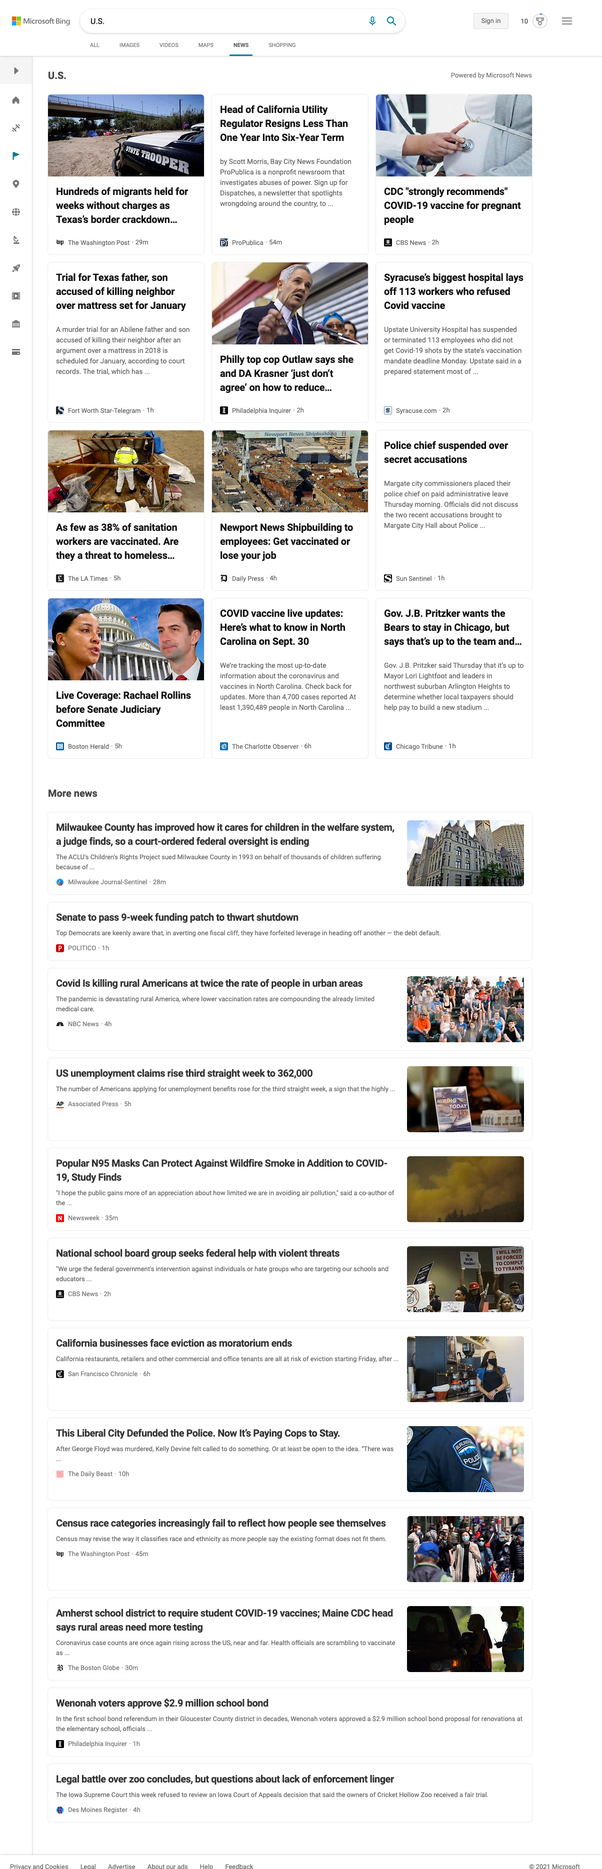 Microsoft Bing
U.S.
Sign in
10
ALL
IMAGES
VIDEOS
MAPS
NEWS
SHOPPING
U.S.
Powered by Microsoft News
STATE TROOPER
Hundreds of migrants held for
weeks without charges as
Texas's border crackdown...
The Washington Post · 29m
Head of California Utility
Regulator Resigns Less Than
One Year Into Six-Year Term
by Scott Morris, Bay City News Foundation
ProPublica is a nonprofit newsroom that
investigates abuses of power. Sign up for
Dispatches, a newsletter that spotlights
wrongdoing around the country, to ...
ProPublica · 54m
CDC "strongly recommends"
COVID-19 vaccine for pregnant
people
CBS News · 2h
Trial for Texas father, son
accused of killing neighbor
over mattress set for January
A murder trial for an Abilene father and son
accused of killing their neighbor after an
argument over a mattress in 2018 is
scheduled for January, according to court
records. The trial, which has ...
Fort Worth Star-Telegram · 1h
Philly top cop Outlaw says she
and DA Krasner 'just don't
agree' on how to reduce...
Philadelphia Inquirer · 2h
Syracuse's biggest hospital lays
off 113 workers who refused
Covid vaccine
Upstate University Hospital has suspended
or terminated 113 employees who did not
get Covid-19 shots by the state's vaccination
mandate deadline Monday. Upstate said in a
prepared statement most of ...
Syracuse.com · 2h
As few as 38% of sanitation
workers are vaccinated. Are
they a threat to homeless...
The LA Times · 5h
Newport News Shipbuilding
Newport News Shipbuilding to
employees: Get vaccinated or
lose your job
Daily Press · 4h
Police chief suspended over
secret accusations
Margate city commissioners placed their
police chief on paid administrative leave
Thursday morning. Officials did not discuss
the two recent accusations brought to
Margate City Hall about Police ...
Sun Sentinel · 1h
Live Coverage: Rachael Rollins
before Senate Judiciary
Committee
Boston Herald · 5h
COVID vaccine live updates:
Here's what to know in North
Carolina on Sept. 30
We're tracking the most up-to-date
information about the coronavirus and
vaccines in North Carolina. Check back for
updates. More than 4,700 cases reported At
least 1,390,489 people in North Carolina ...
The Charlotte Observer · 6h
Gov. J.B. Pritzker wants the
Bears to stay in Chicago, but
says that's up to the team and...
Gov. J.B. Pritzker said Thursday that it's up to
Mayor Lori Lightfoot and leaders in
northwest suburban Arlington Heights to
determine whether local taxpayers should
help pay to build a new stadium ...
Chicago Tribune · 1h
More news
Milwaukee County has improved how it cares for children in the welfare system,
a judge finds, so a court-ordered federal oversight is ending
The ACLU's Children's Rights Project sued Milwaukee County in 1993 on behalf of thousands of children suffering
because of ...
Milwaukee Journal-Sentinel · 28m
Senate to pass 9-week funding patch to thwart shutdown
Top Democrats are keenly aware that, in averting one fiscal cliff, they have forfeited leverage in heading off another — the debt default.
POLITICO · 1h
Covid Is killing rural Americans at twice the rate of people in urban areas
The pandemic is devastating rural America, where lower vaccination rates are compounding the already limited
medical care.
NBC News · 4h
US unemployment claims rise third straight week to 362,000
The number of Americans applying for unemployment benefits rose for the third straight week, a sign that the highly ...
Associated Press · 5h
HIRING
TODAY
Popular N95 Masks Can Protect Against Wildfire Smoke in Addition to COVID-
19, Study Finds
"I hope the public gains more of an appreciation about how limited we are in avoiding air pollution," said a co-author of
the ...
Newsweek · 35m
National school board group seeks federal help with violent threats
"We urge the federal government's intervention against individuals or hate groups who are targeting our schools and
educators ...
CBS News · 2h
I WILL NOT
BE FORCED
TO COMPLY
TO TYRANNY
California businesses face eviction as moratorium ends
California restaurants, retailers and other commercial and office tenants are all at risk of eviction starting Friday, after ...
San Francisco Chronicle · 6h
This Liberal City Defunded the Police. Now It's Paying Cops to Stay.
After George Floyd was murdered, Kelly Devine felt called to do something. Or at least be open to the idea. "There was
...
The Daily Beast · 10h
POLICE
Census race categories increasingly fail to reflect how people see themselves
Census may revise the way it classifies race and ethnicity as more people say the existing format does not fit them.
The Washington Post · 45m
Amherst school district to require student COVID-19 vaccines; Maine CDC head
says rural areas need more testing
Coronavirus case counts are once again rising across the US, near and far. Health officials are scrambling to vaccinate
as ...
The Boston Globe · 30m
Wenonah voters approve $2.9 million school bond
In the first school bond referendum in their Gloucester County district in decades, Wenonah voters approved a $2.9 million school bond proposal for renovations at
the elementary school, officials ...
Philadelphia Inquirer · 1h
Legal battle over zoo concludes, but questions about lack of enforcement linger
The Iowa Supreme Court this week refused to review an Iowa Court of Appeals decision that said the owners of Cricket Hollow Zoo received a fair trial.
Des Moines Register · 4h
Privacy and Cookies
Legal
Advertise
About our ads
Help
Feedback
© 2021 Microsoft